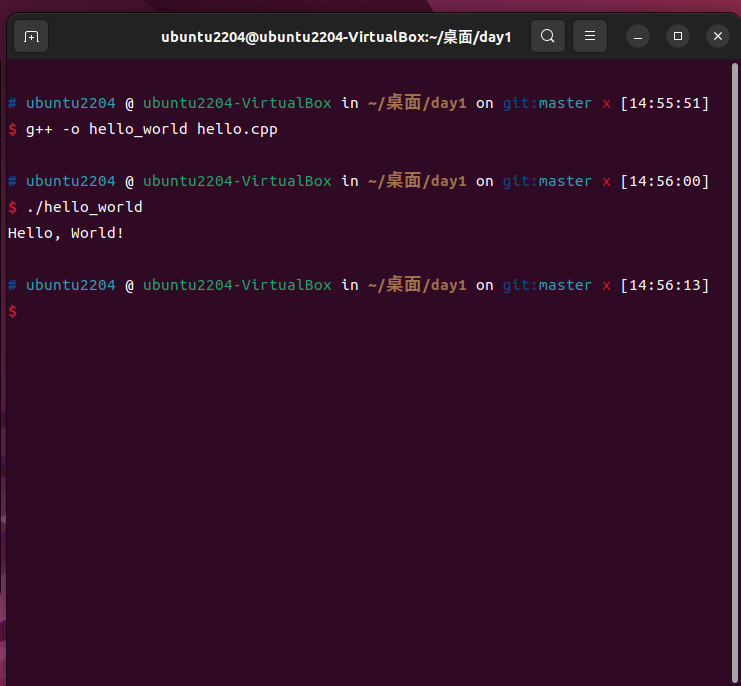 ubuntu2204@ubuntu2204-VirtualBox:~/桌面/day1
# ubuntu2204 @ ubuntu2204-VirtualBox in ~/桌面/day1 on git:master x [14:55:51]
$ g++ -o hello_world hello.cpp
# ubuntu2204 @ ubuntu2204-VirtualBox in ~/桌面/day1 on git:master x [14:56:00]
$ ./hello_world
Hello, World!
# ubuntu2204 @ ubuntu2204-VirtualBox in ~/桌面/day1 on git:master x [14:56:13]
$